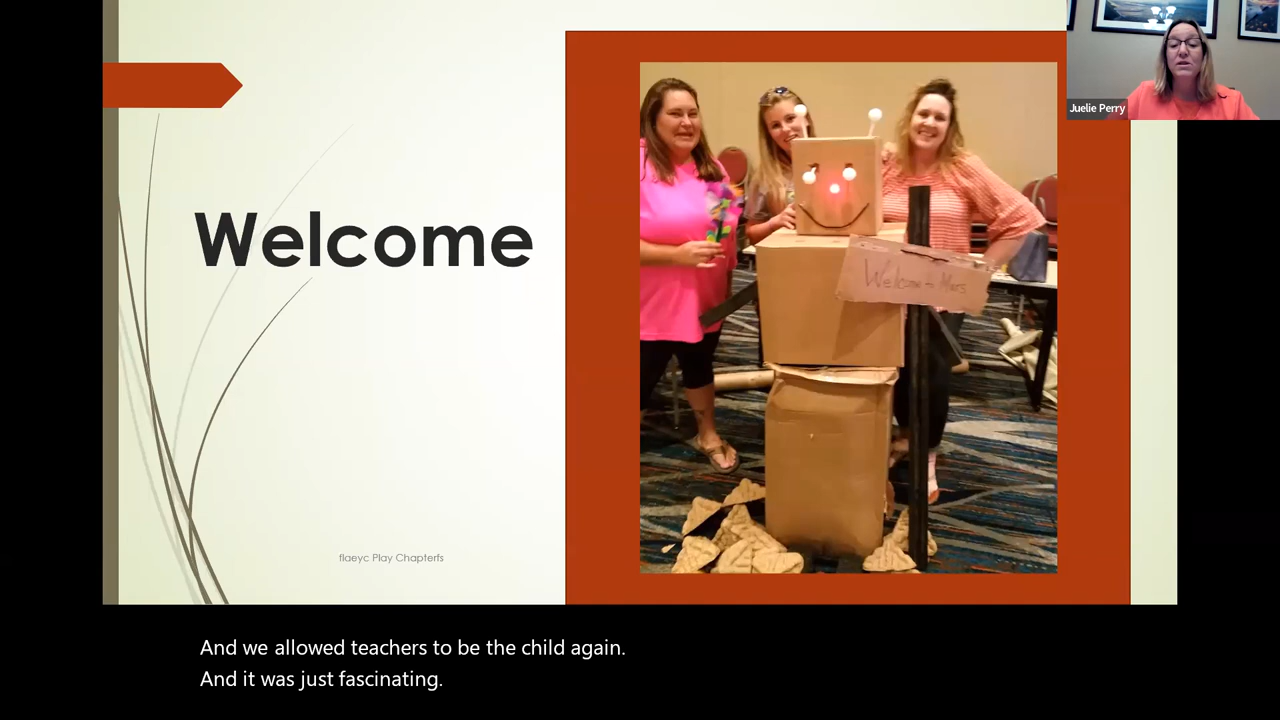 Juelie Perry
Welcome
Welcome to Mars
flaeyc Play Chapterfs
And we allowed teachers to be the child again.
And it was just fascinating.